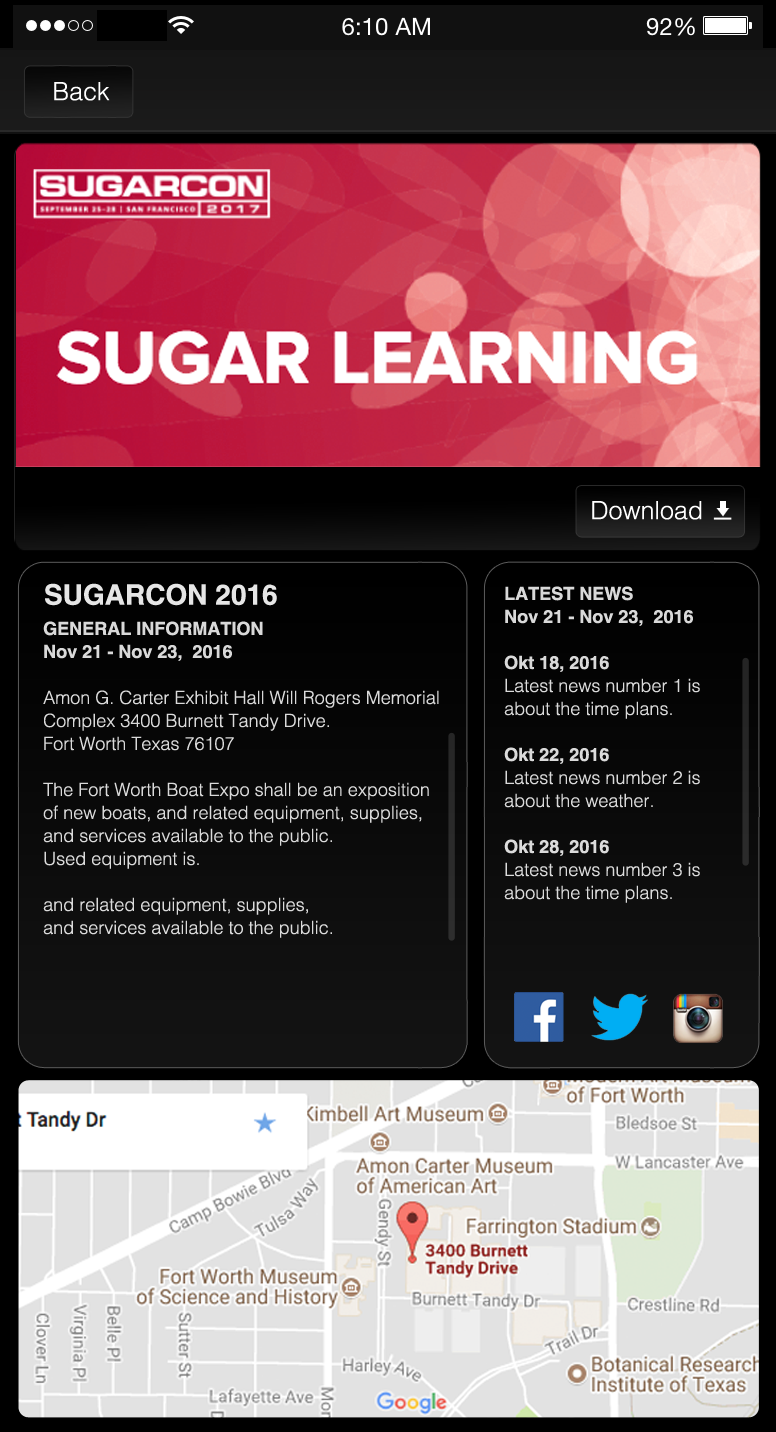 6:10 AM
92%
Back
SUGARCON
SEPTEMBER 25-28 | SAN FRANCISCO 2017
SUGAR LEARNING
Download
SUGARCON 2016
GENERAL INFORMATION
Nov 21 - Nov 23,  2016
Amon G. Carter Exhibit Hall Will Rogers Memorial
Complex 3400 Burnett Tandy Drive.
Fort Worth Texas 76107
The Fort Worth Boat Expo shall be an exposition
of new boats, and related equipment, supplies,
and services available to the public.
Used equipment is.
and related equipment, supplies,
and services available to the public.
LATEST NEWS
Nov 21 - Nov 23,  2016
Okt 18, 2016
Latest news number 1 is
about the time plans.
Okt 22, 2016
Latest news number 2 is
about the weather.
Okt 28, 2016
Latest news number 3 is
about the time plans.
t Tandy Dr
Kimbell Art Museum
Modern Art Museum
of Fort Worth
Bledsoe St
W Lancaster Ave
Amon Carter Museum
of American Art
Camp Bowie Blvd
Tulsa Way
Gendy St
Farrington Stadium
3400 Burnett
Tandy Drive
Fort Worth Museum
of Science and History
Burnett Tandy Dr
Crestline Rd
Clover Ln
Virginia Pl
Belle Pl
Sutter St
Trail Dr
Harley Ave
Botanical Research
Institute of Texas
Lafayette Ave
Mor
Google